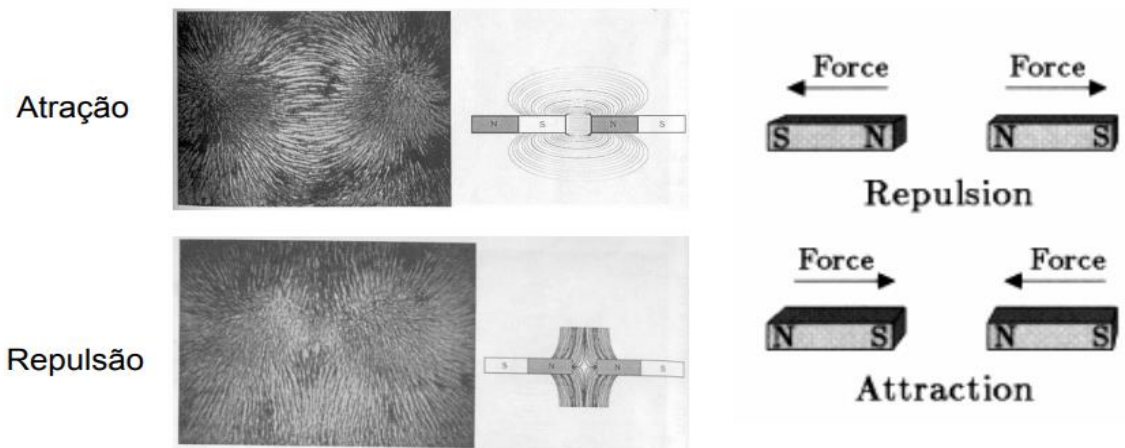 Atração
N S N S
Force Force
S N N S
Repulsion
Repulsão
S N N S
Force Force
N S N S
Attraction